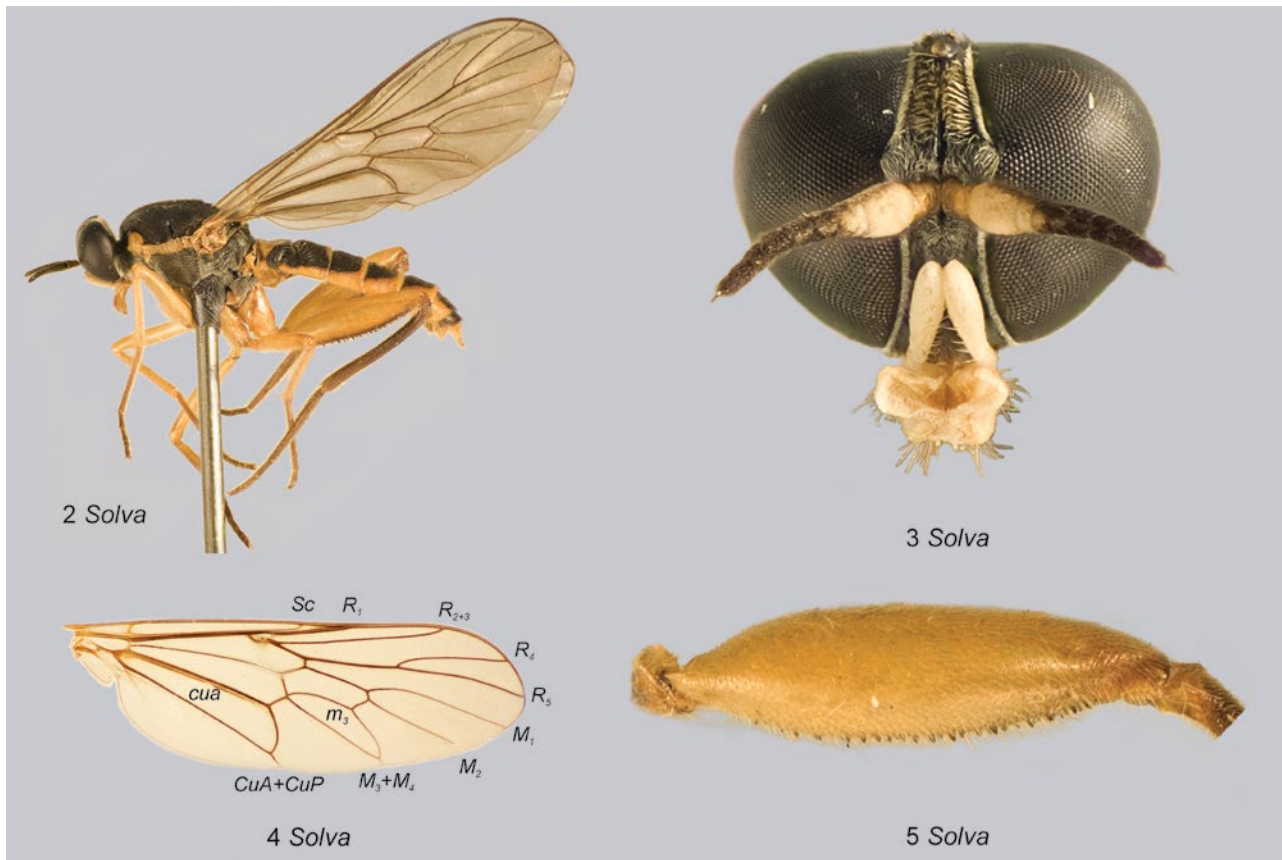 2 Solva
3 Solva
Sc R₁ R₂₊₃
R₄
cua
R₅
m₃
M₁
M₂
CuA+CuP M₃+M₄
4 Solva
5 Solva